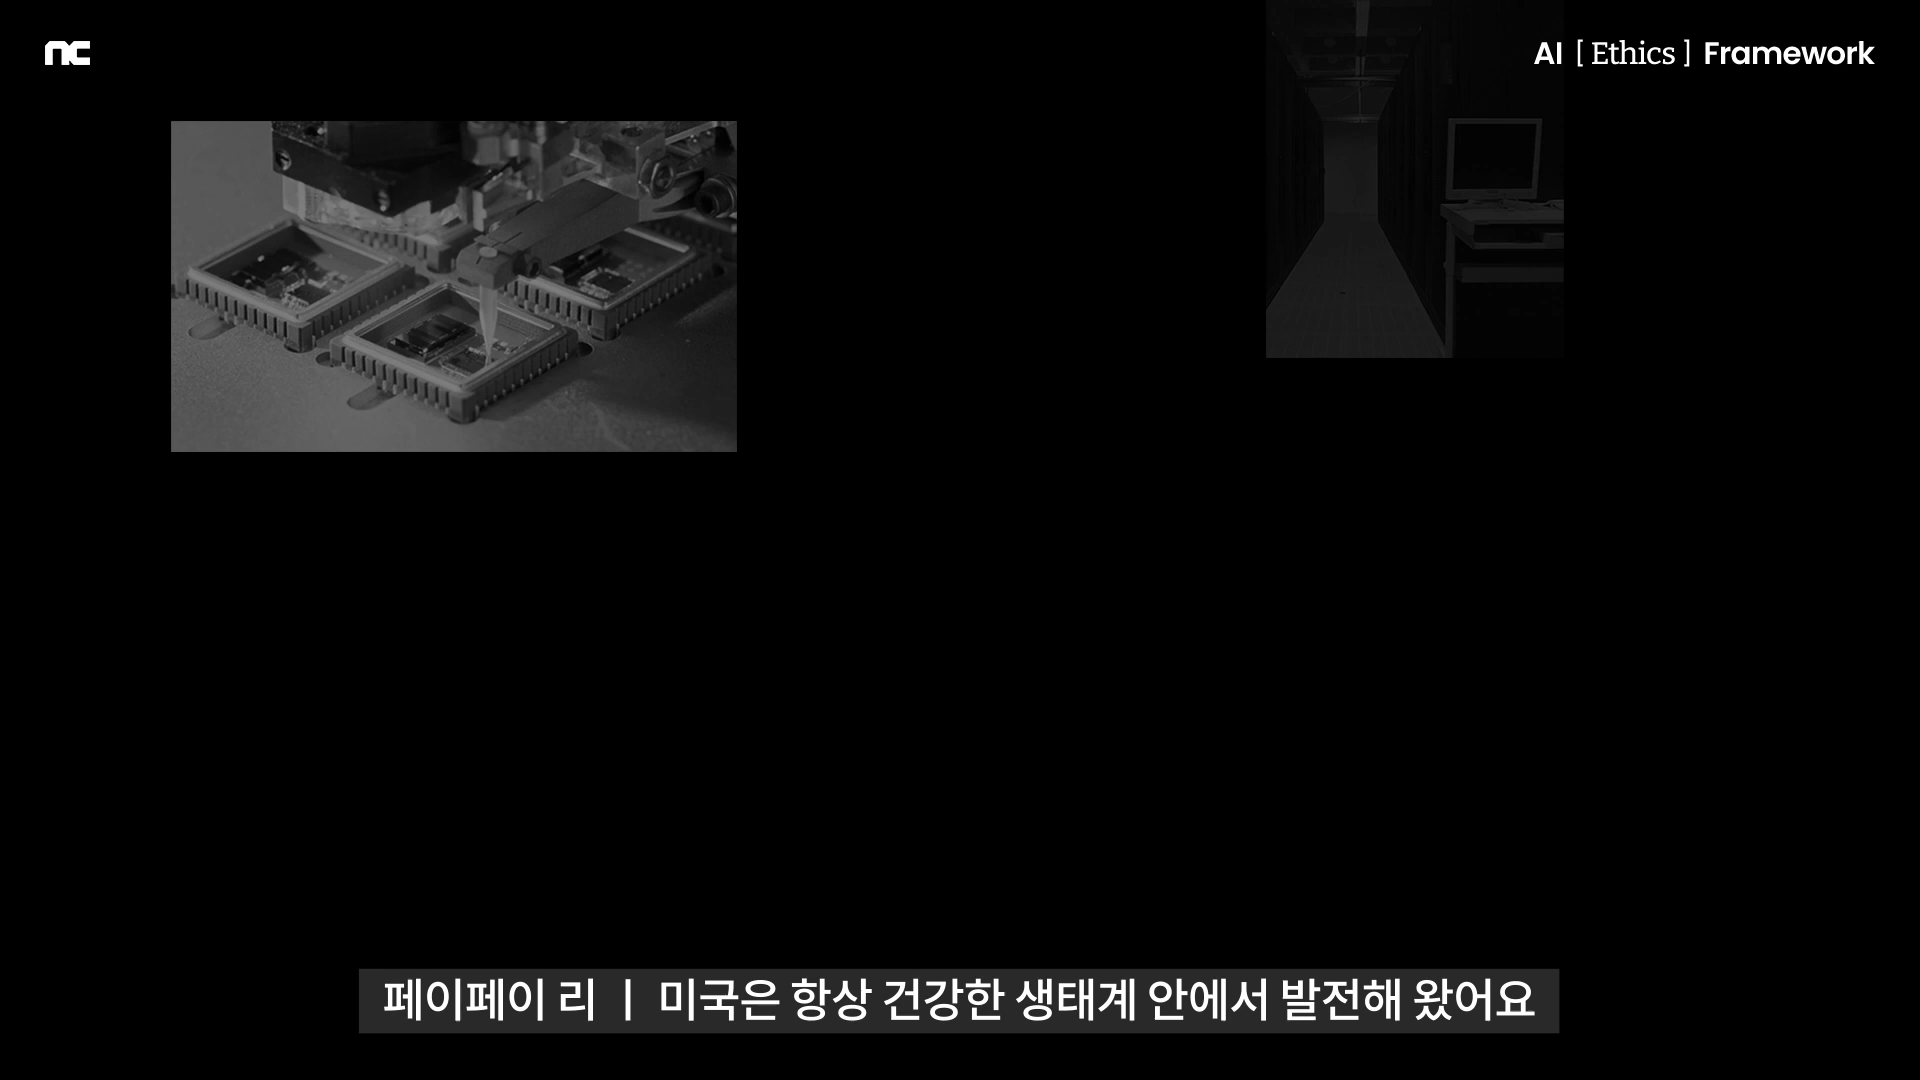 nc
AI [ Ethics ] Framework
페이페이 리 ㅣ 미국은 항상 건강한 생태계 안에서 발전해 왔어요